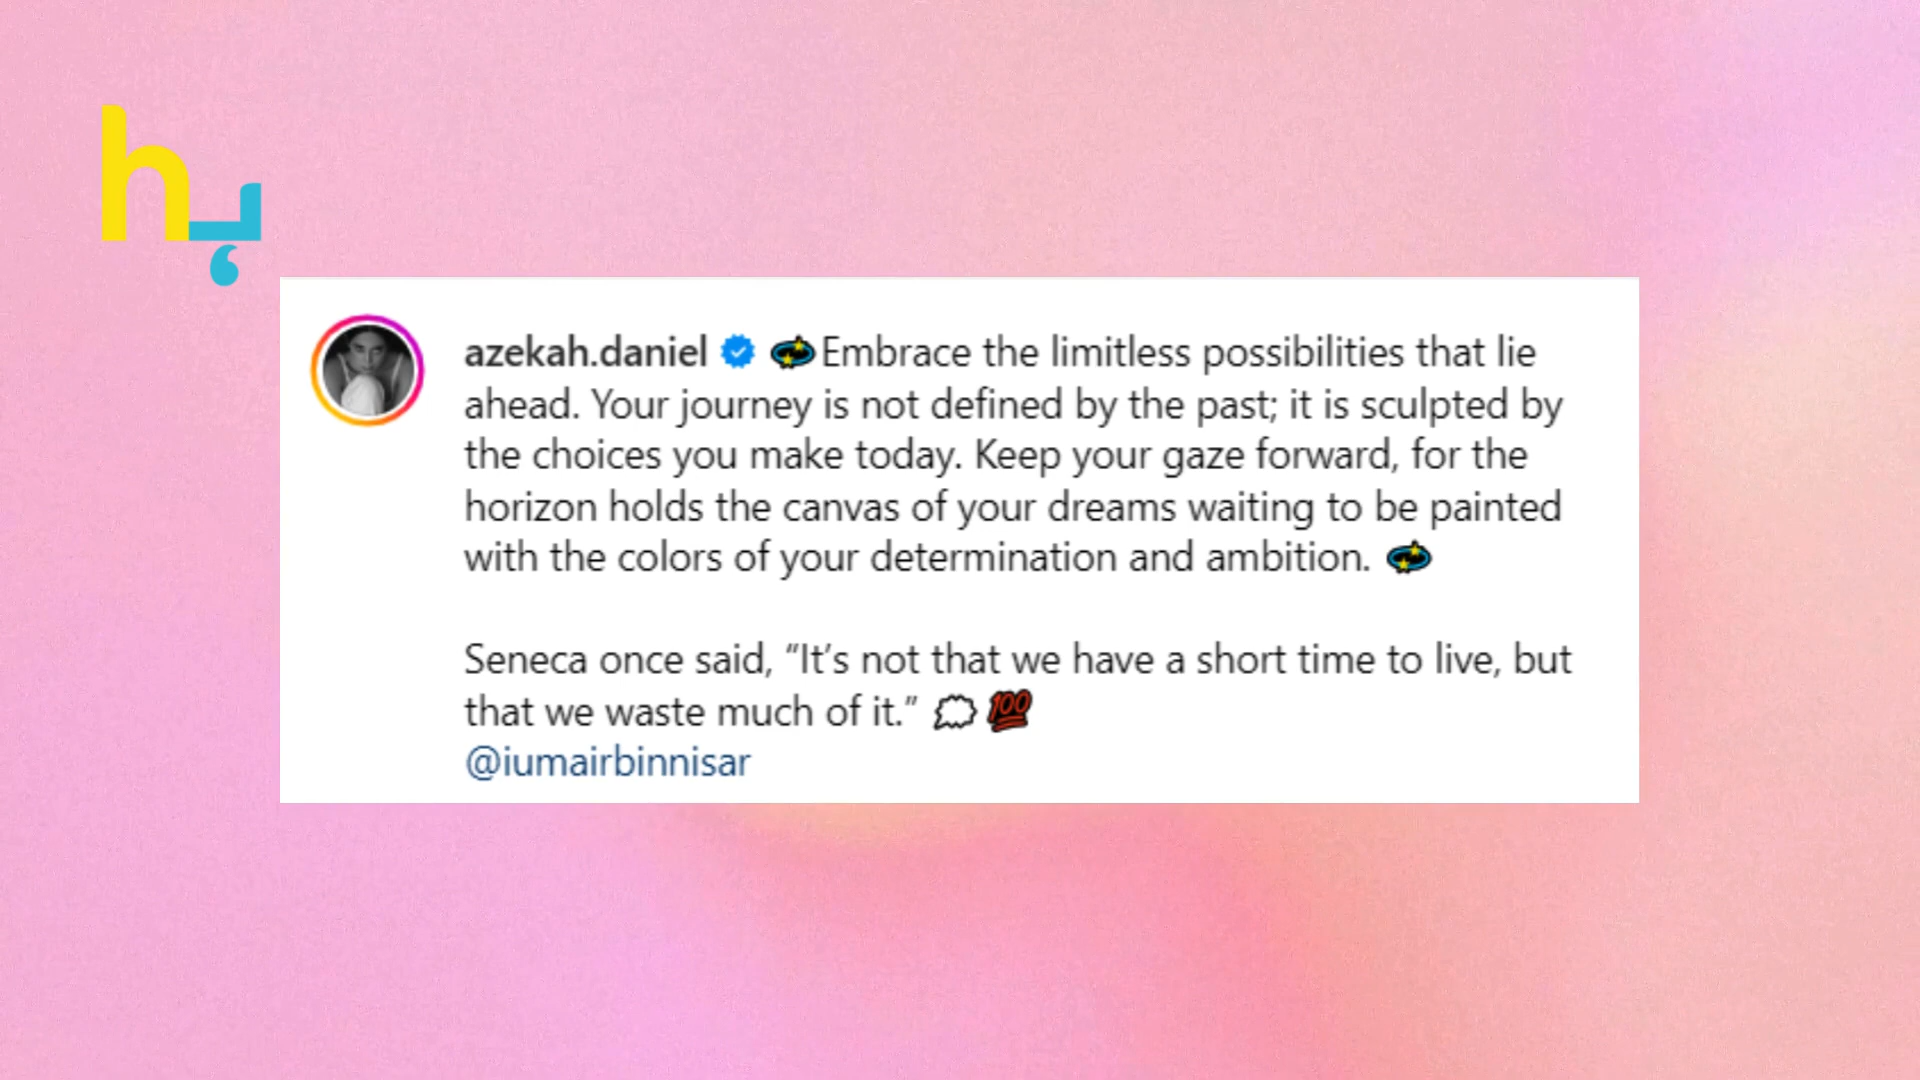 h
azekah.daniel 💫Embrace the limitless possibilities that lie
ahead. Your journey is not defined by the past; it is sculpted by
the choices you make today. Keep your gaze forward, for the
horizon holds the canvas of your dreams waiting to be painted
with the colors of your determination and ambition. 💫
Seneca once said, “It’s not that we have a short time to live, but
that we waste much of it.” 🗯💯
@iumairbinnisar